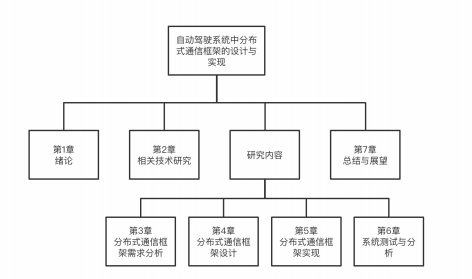 自动驾驶系统中分布
式通信框架的设计与
实现
第1章
绪论
第2章
相关技术研究
研究内容
第7章
总结与展望
第3章
分布式通信框
架需求分析
第4章
分布式通信框
架设计
第5章
分布式通信框
架实现
第6章
系统测试与分
析